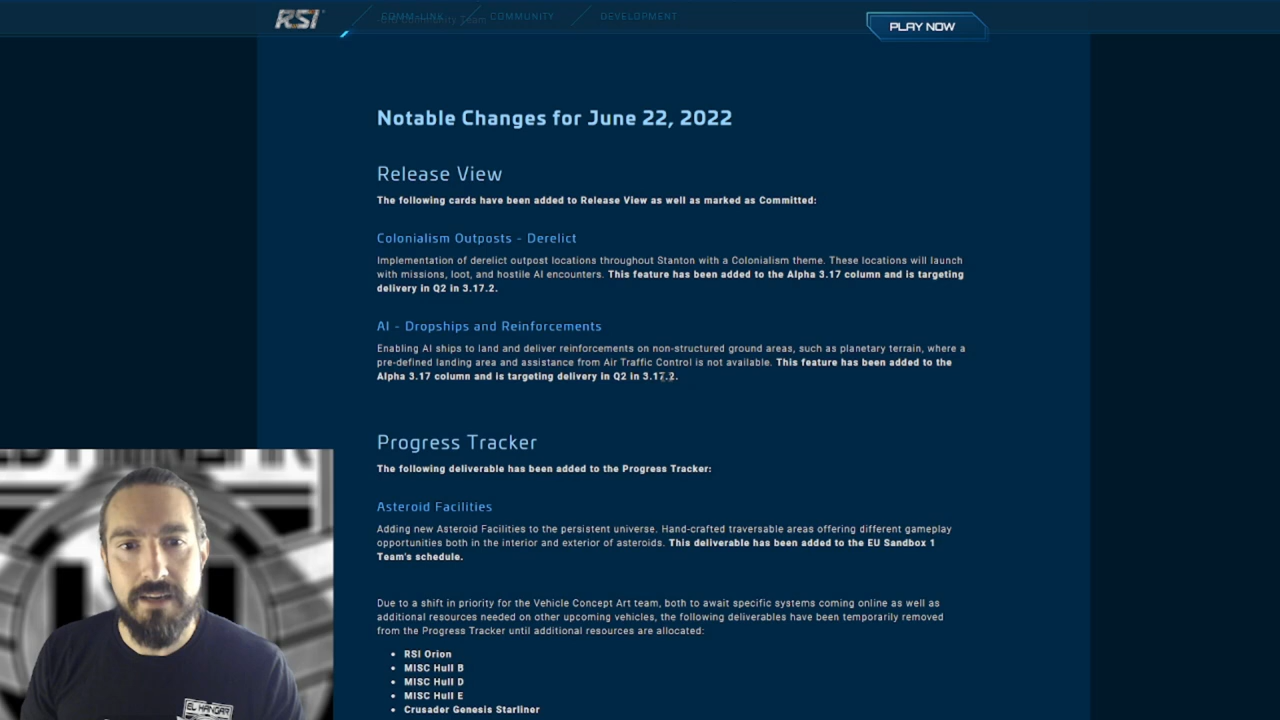 RSI
COMM-LINK
COMMUNITY
DEVELOPMENT
PLAY NOW
Community Team
Notable Changes for June 22, 2022
Release View
The following cards have been added to Release View as well as marked as Committed:
Colonialism Outposts - Derelict
Implementation of derelict outpost locations throughout Stanton with a Colonialism theme. These locations will launch
with missions, loot, and hostile AI encounters. This feature has been added to the Alpha 3.17 column and is targeting
delivery in Q2 in 3.17.2.
AI - Dropships and Reinforcements
Enabling AI ships to land and deliver reinforcements on non-structured ground areas, such as planetary terrain, where a
pre-defined landing area and assistance from Air Traffic Control is not available. This feature has been added to the
Alpha 3.17 column and is targeting delivery in Q2 in 3.17.2.
Progress Tracker
The following deliverable has been added to the Progress Tracker:
Asteroid Facilities
Adding new Asteroid Facilities to the persistent universe. Hand-crafted traversable areas offering different gameplay
opportunities both in the interior and exterior of asteroids. This deliverable has been added to the EU Sandbox 1
Team's schedule.
Due to a shift in priority for the Vehicle Concept Art team, both to await specific systems coming online as well as
additional resources needed on other upcoming vehicles, the following deliverables have been temporarily removed
from the Progress Tracker until additional resources are allocated:
• RSI Orion
• MISC Hull B
• MISC Hull D
• MISC Hull E
• Crusader Genesis Starliner
EL HANGAR